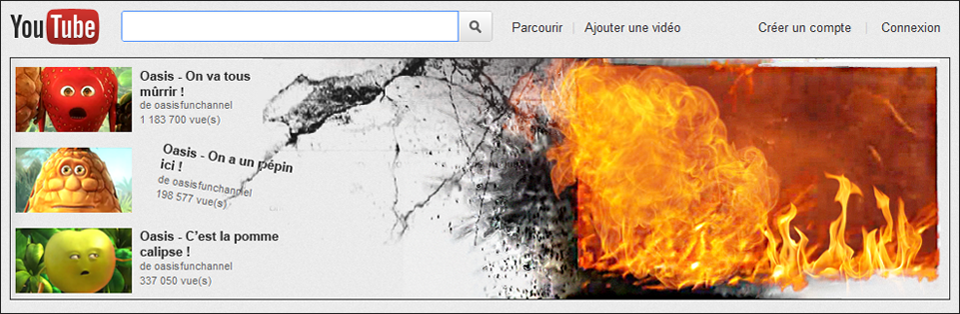 YouTube
Parcourir
Ajouter une vidéo
Créer un compte
Connexion
Oasis - On va tous
mûrrir !
de oasisfunchannel
1 183 700 vue(s)
Oasis - On a un pépin
ici !
de oasisfunchannel
198 577 vue(s)
Oasis - C'est la pomme
calipse !
de oasisfunchannel
337 050 vue(s)